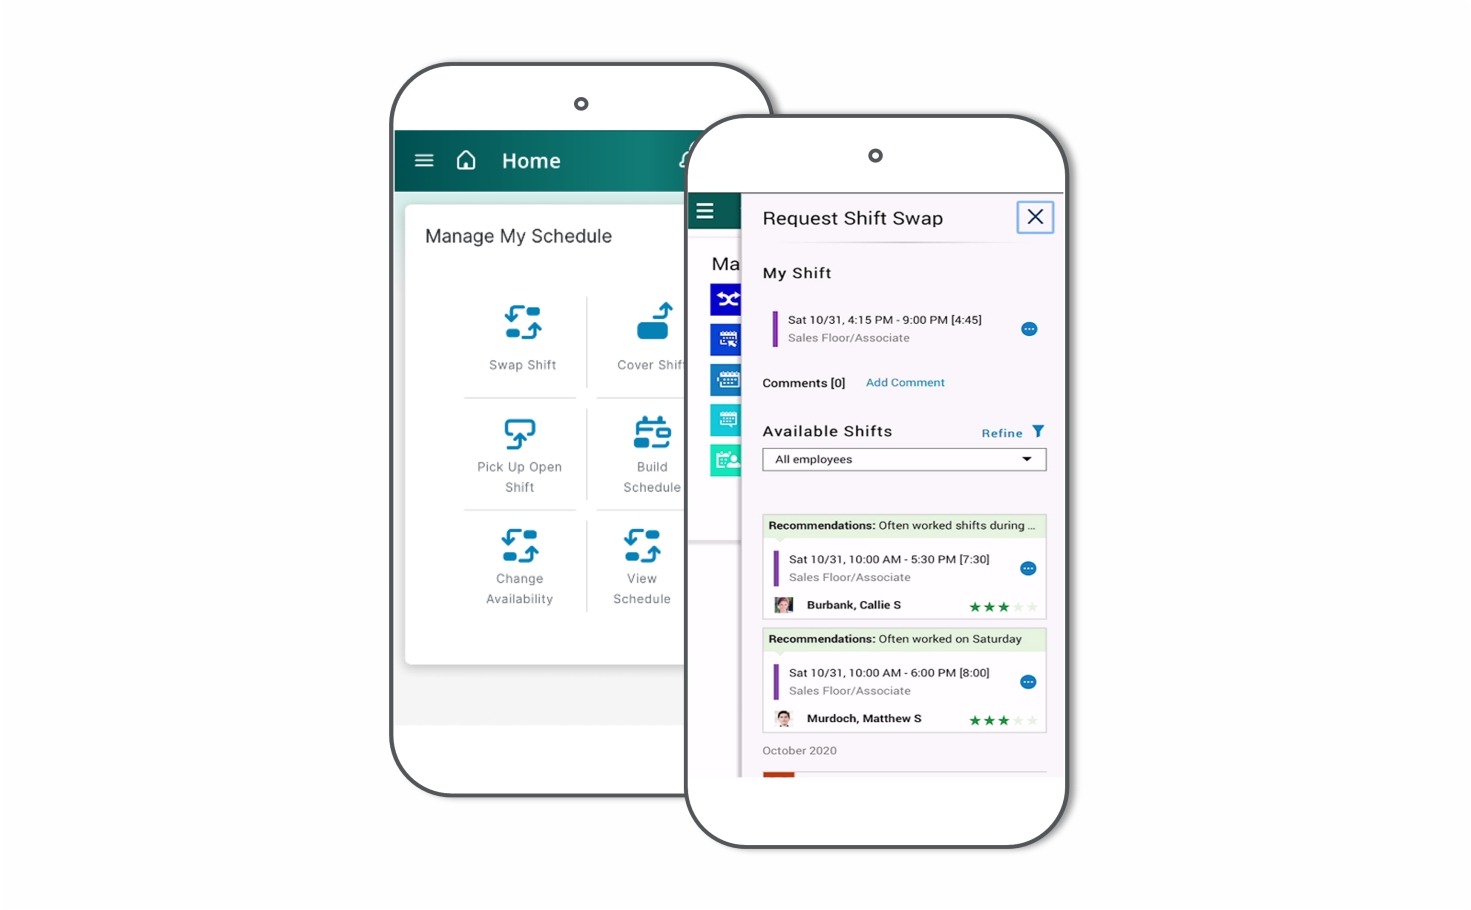 Home
Manage My Schedule
Swap Shift
Cover Shif
Pick Up Open
Shift
Build
Schedule
Change
Availability
View
Schedule
Request Shift Swap
Ma
My Shift
Sat 10/31, 4:15 PM - 9:00 PM [4:45]
Sales Floor/Associate
Comments [0] Add Comment
Available Shifts Refine
All employees
Recommendations: Often worked shifts during ...
Sat 10/31, 10:00 AM - 5:30 PM [7:30]
Sales Floor/Associate
Burbank, Callie S
Recommendations: Often worked on Saturday
Sat 10/31, 10:00 AM - 6:00 PM [8:00]
Sales Floor/Associate
Murdoch, Matthew S
October 2020